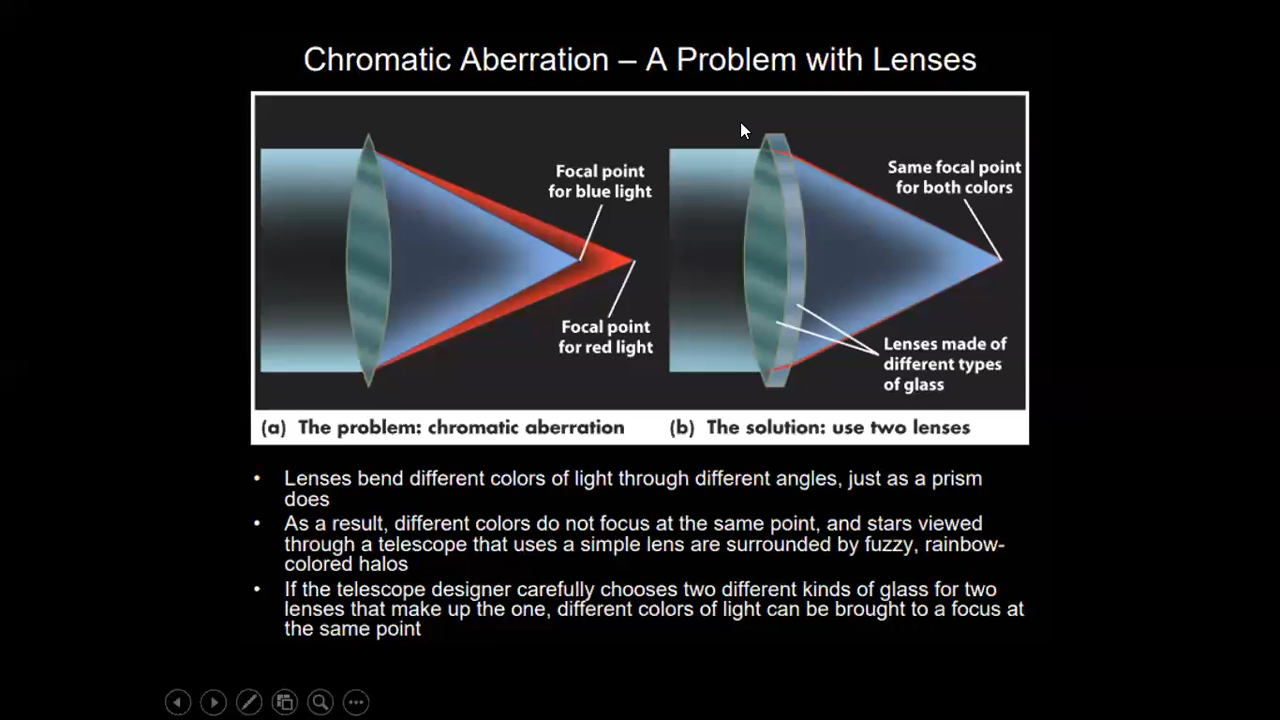 Chromatic Aberration – A Problem with Lenses
Focal point
for blue light
Focal point
for red light
Same focal point
for both colors
Lenses made of
different types
of glass
(a) The problem: chromatic aberration
(b) The solution: use two lenses
• Lenses bend different colors of light through different angles, just as a prism
does
• As a result, different colors do not focus at the same point, and stars viewed
through a telescope that uses a simple lens are surrounded by fuzzy, rainbow-
colored halos
• If the telescope designer carefully chooses two different kinds of glass for two
lenses that make up the one, different colors of light can be brought to a focus at
the same point